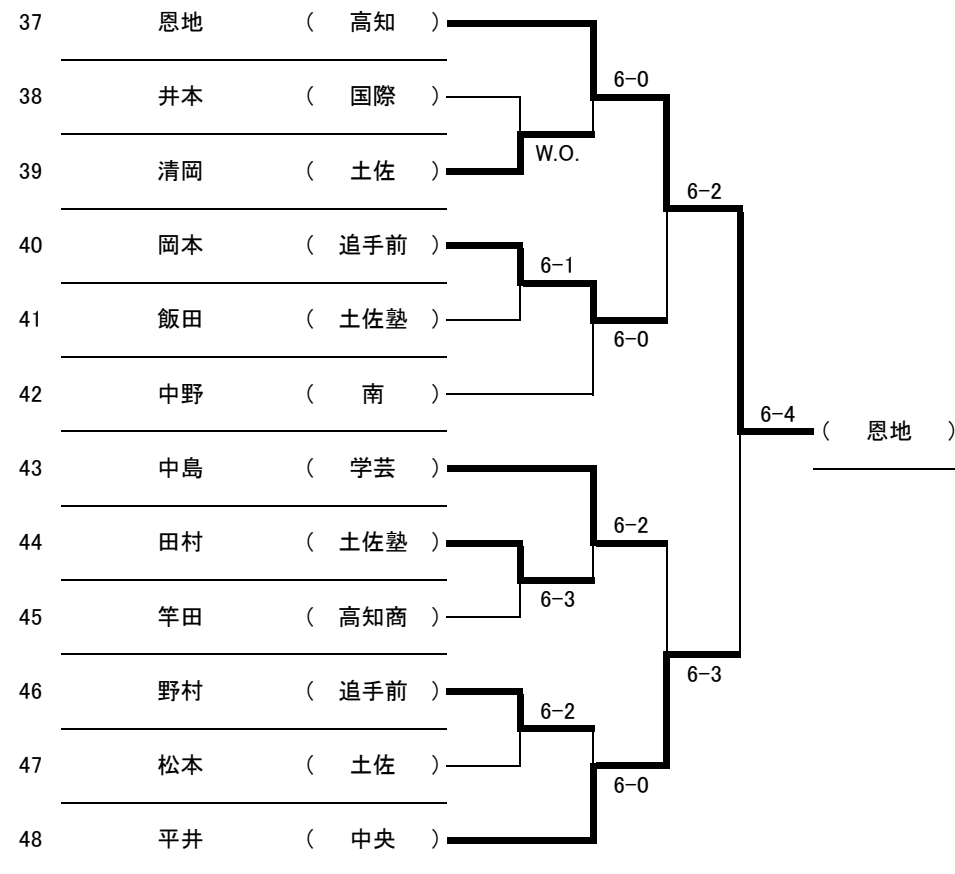 37 恩地 ( 高知 )
6-0
38 井本 ( 国際 )
W.O.
39 清岡 ( 土佐 )
6-2
40 岡本 ( 追手前 )
6-1
41 飯田 ( 土佐塾 )
6-0
42 中野 ( 南 )
6-4
( 恩地 )
43 中島 ( 学芸 )
6-2
44 田村 ( 土佐塾 )
6-3
45 竿田 ( 高知商 )
6-3
46 野村 ( 追手前 )
6-2
47 松本 ( 土佐 )
6-0
48 平井 ( 中央 )